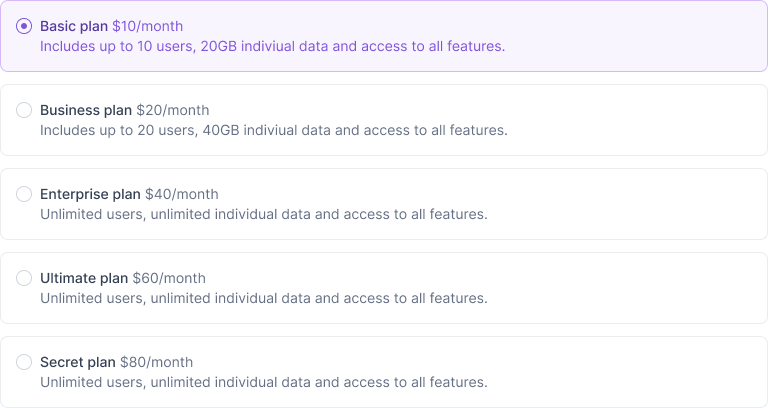 Basic plan $10/month
Includes up to 10 users, 20GB indiviual data and access to all features.
Business plan $20/month
Includes up to 20 users, 40GB indiviual data and access to all features.
Enterprise plan $40/month
Unlimited users, unlimited individual data and access to all features.
Ultimate plan $60/month
Unlimited users, unlimited individual data and access to all features.
Secret plan $80/month
Unlimited users, unlimited individual data and access to all features.